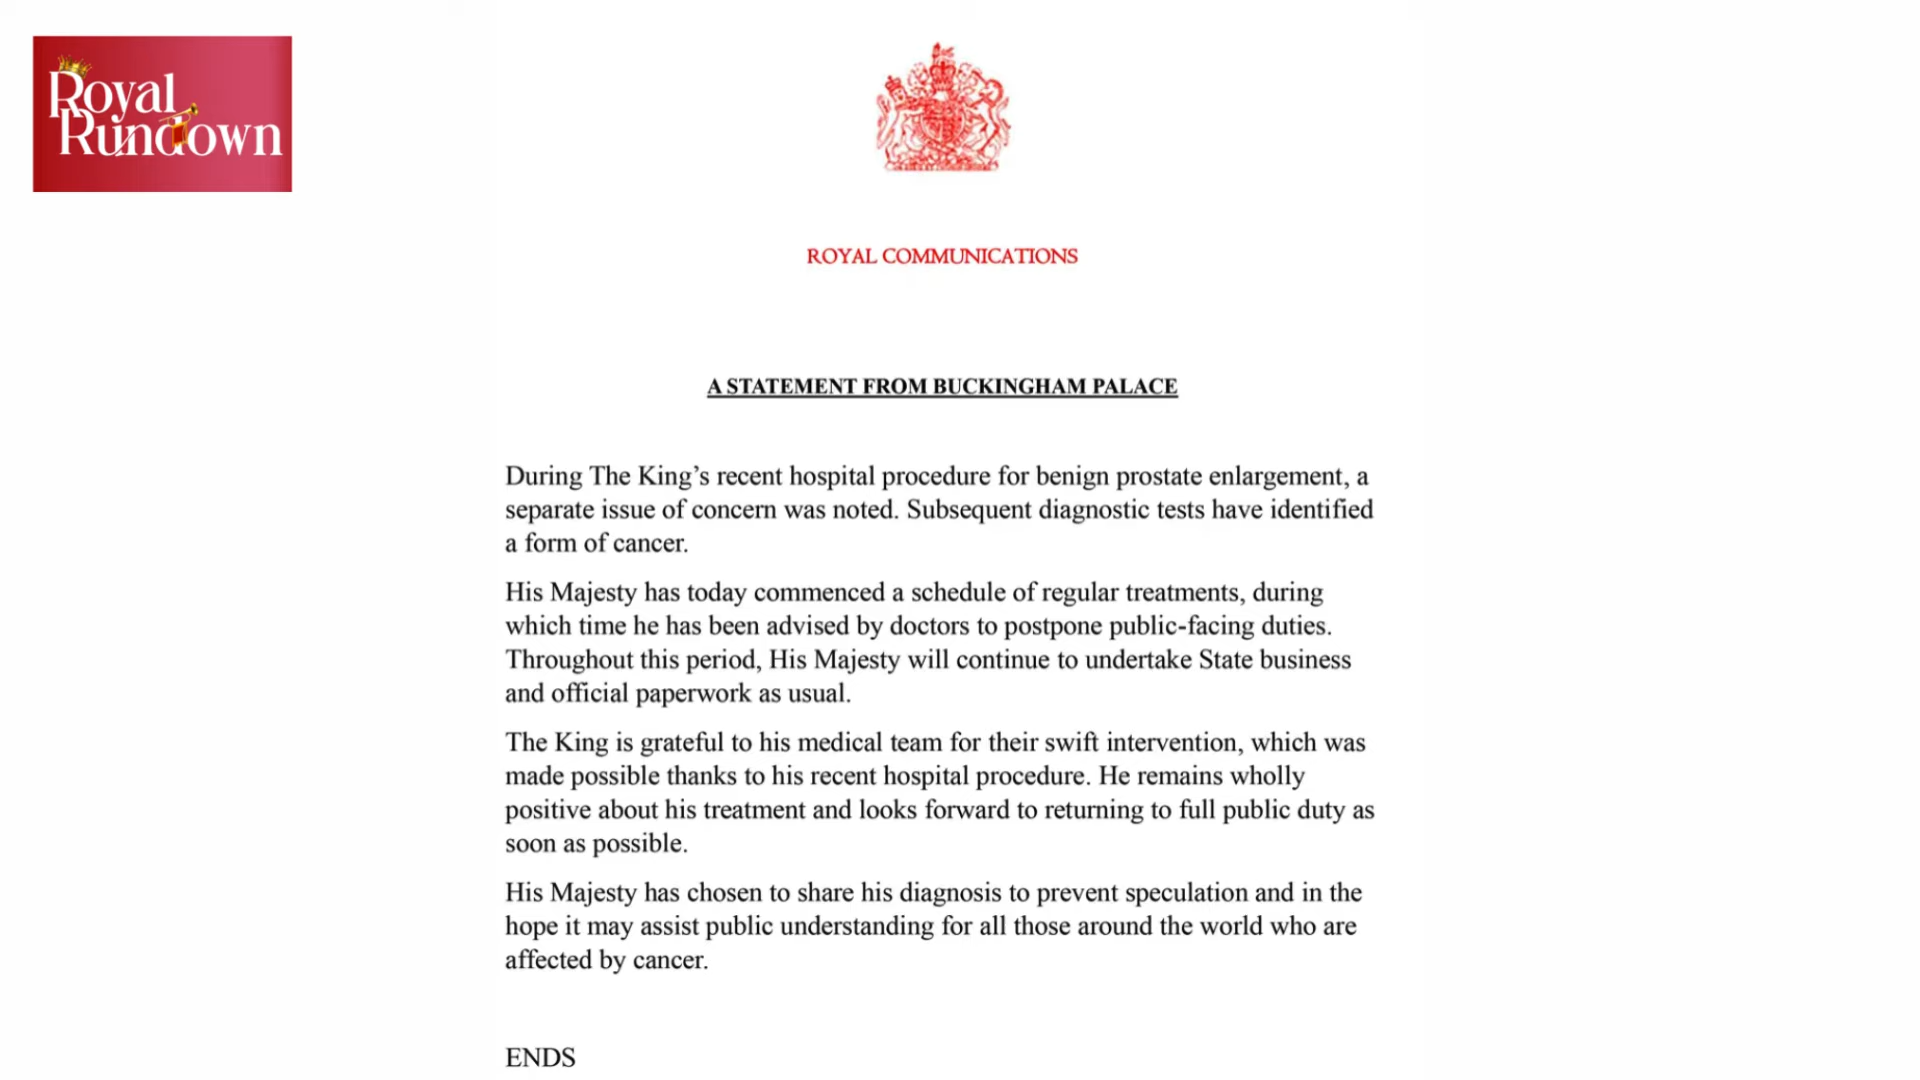 Royal
Rundown
ROYAL COMMUNICATIONS
A STATEMENT FROM BUCKINGHAM PALACE
During The King’s recent hospital procedure for benign prostate enlargement, a
separate issue of concern was noted. Subsequent diagnostic tests have identified
a form of cancer.
His Majesty has today commenced a schedule of regular treatments, during
which time he has been advised by doctors to postpone public-facing duties.
Throughout this period, His Majesty will continue to undertake State business
and official paperwork as usual.
The King is grateful to his medical team for their swift intervention, which was
made possible thanks to his recent hospital procedure. He remains wholly
positive about his treatment and looks forward to returning to full public duty as
soon as possible.
His Majesty has chosen to share his diagnosis to prevent speculation and in the
hope it may assist public understanding for all those around the world who are
affected by cancer.
ENDS